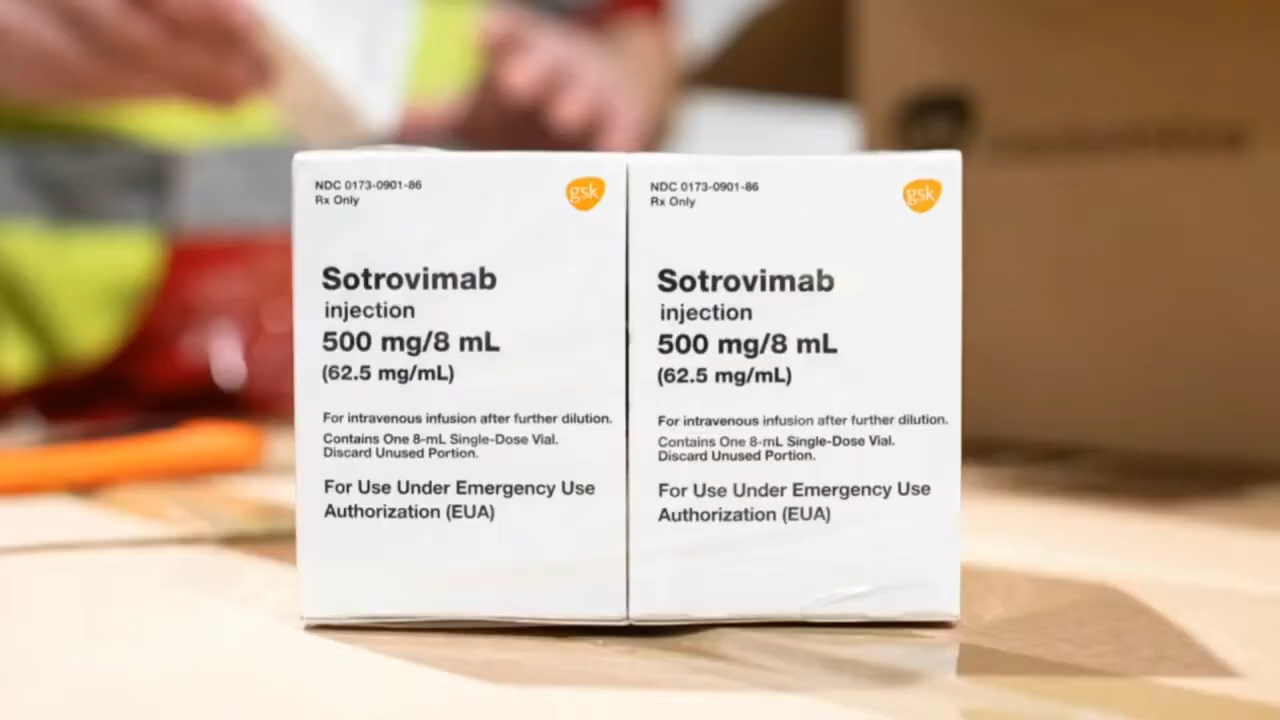 NDC 0173-0901-86
Rx Only
gsk
Sotrovimab
injection
500 mg/8 mL
(62.5 mg/mL)
For intravenous infusion after further dilution.
Contains One 8-mL Single-Dose Vial.
Discard Unused Portion.
For Use Under Emergency Use
Authorization (EUA)
NDC 0173-0901-86
Rx Only
gsk
Sotrovimab
injection
500 mg/8 mL
(62.5 mg/mL)
For intravenous infusion after further dilution.
Contains One 8-mL Single-Dose Vial.
Discard Unused Portion.
For Use Under Emergency Use
Authorization (EUA)